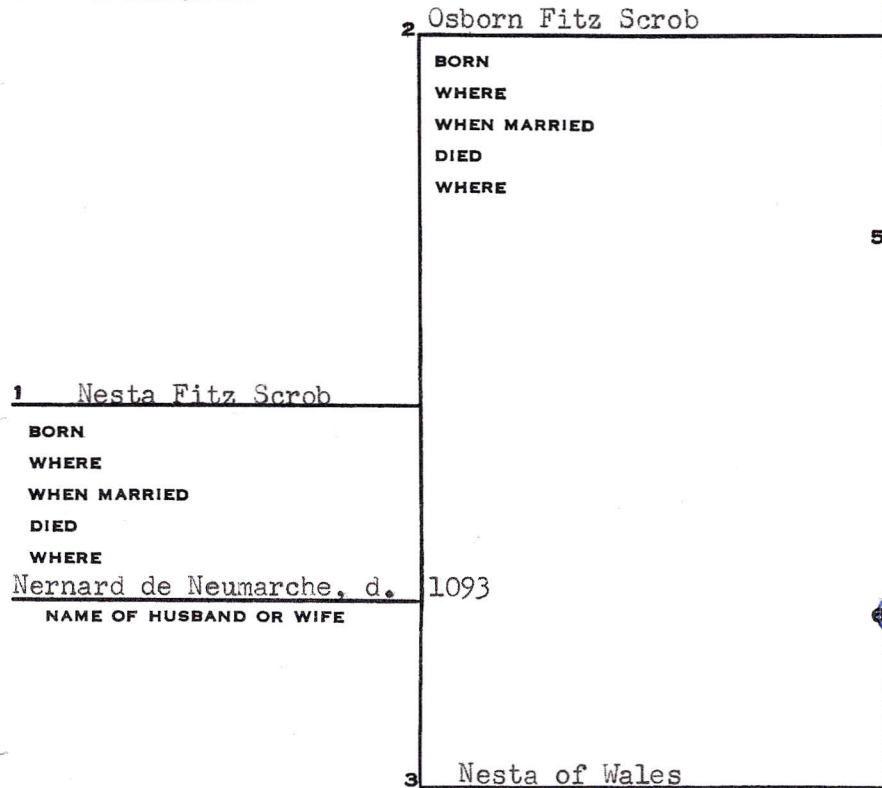 2 Osborn Fitz Scrob
BORN
WHERE
WHEN MARRIED
DIED
WHERE
5
1 Nesta Fitz Scrob
BORN
WHERE
WHEN MARRIED
DIED
WHERE
Nernard de Neumarche, d. 1093
NAME OF HUSBAND OR WIFE
3 Nesta of Wales